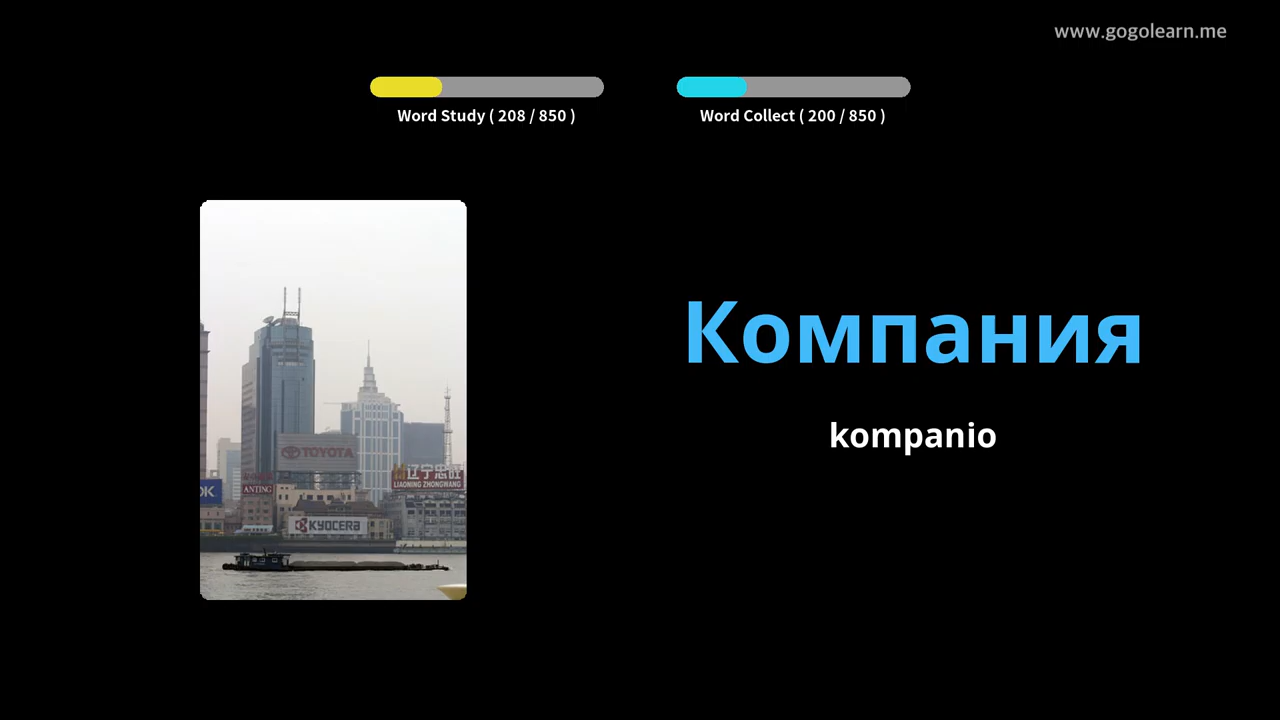 www.gogolearn.me
Word Study ( 208 / 850 )
Word Collect ( 200 / 850 )
Компания
kompanio
TOYOTA
辽宁忠旺
LIAONING ZHONGWANG
ANTING
KYOCERA